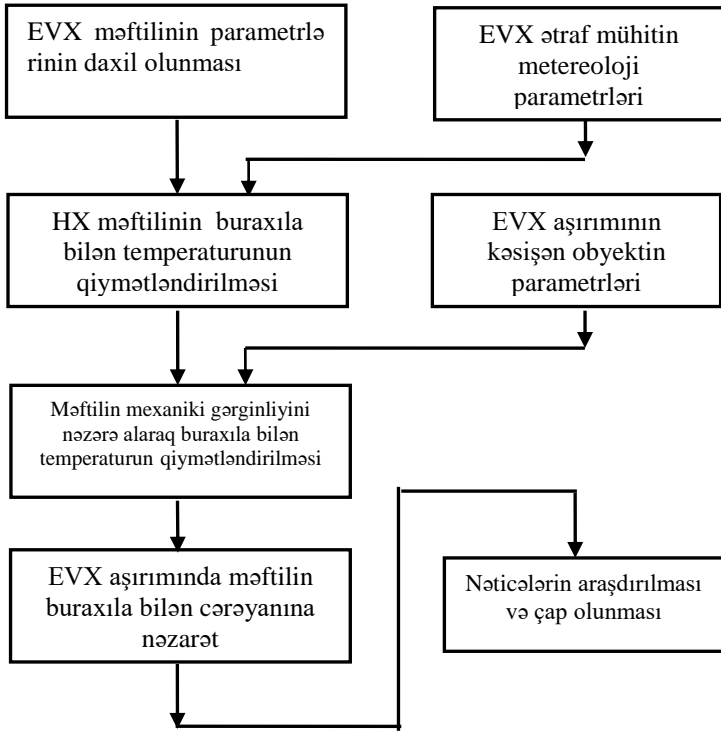 EVX məftilinin parametrlə
rinin daxil olunması
EVX ətraf mühitin
metereoloji
parametrləri
HX məftilinin buraxıla
bilən temperaturunun
qiymətləndirilməsi
EVX aşırımının
kəsişən obyektin
parametrləri
Məftilin mexaniki gərginliyini
nəzərə alaraq buraxıla bilən
temperaturun qiymətləndirilməsi
EVX aşırımında məftilin
buraxıla bilən cərəyanına
nəzarət
Nəticələrin araşdırılması
və çap olunması